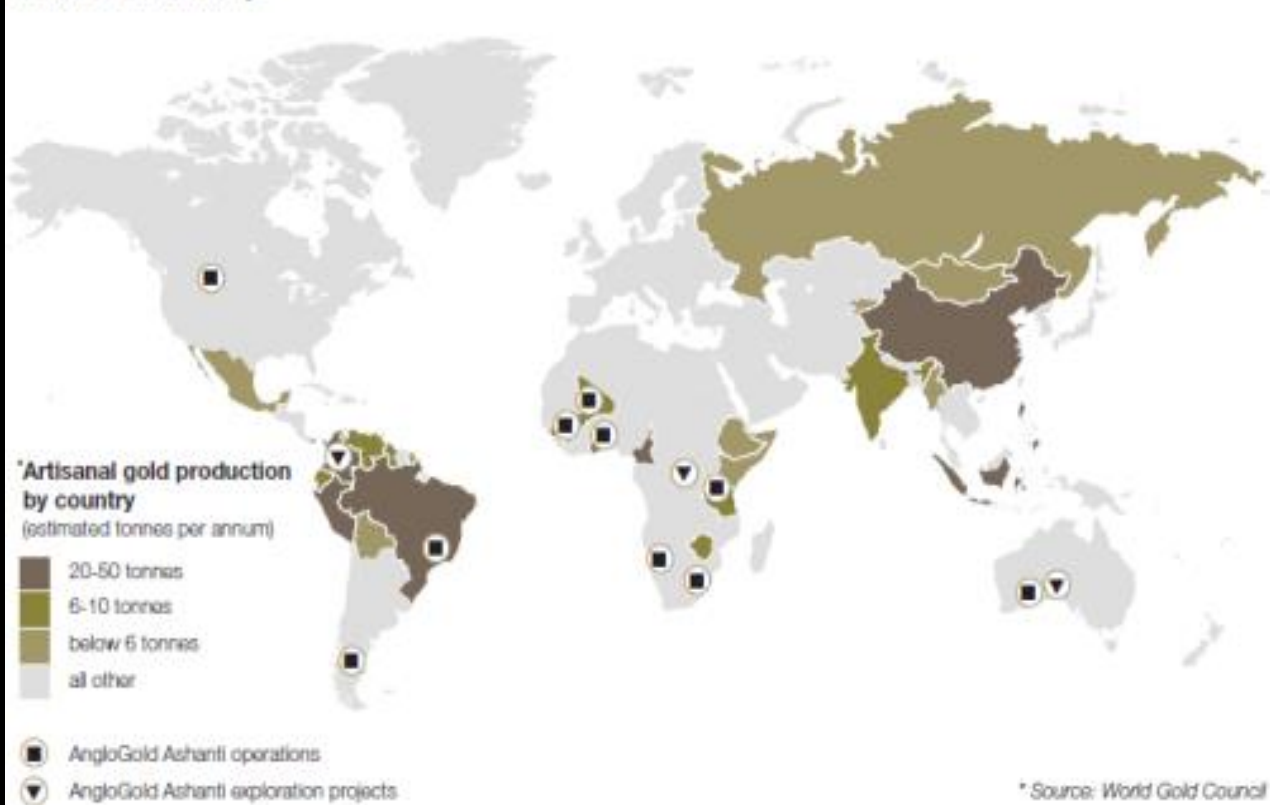 *Artisanal gold production
by country
(estimated tonnes per annum)
20-50 tonnes
6-10 tonnes
below 6 tonnes
all other
AngloGold Ashanti operations
AngloGold Ashanti exploration projects
* Source: World Gold Council